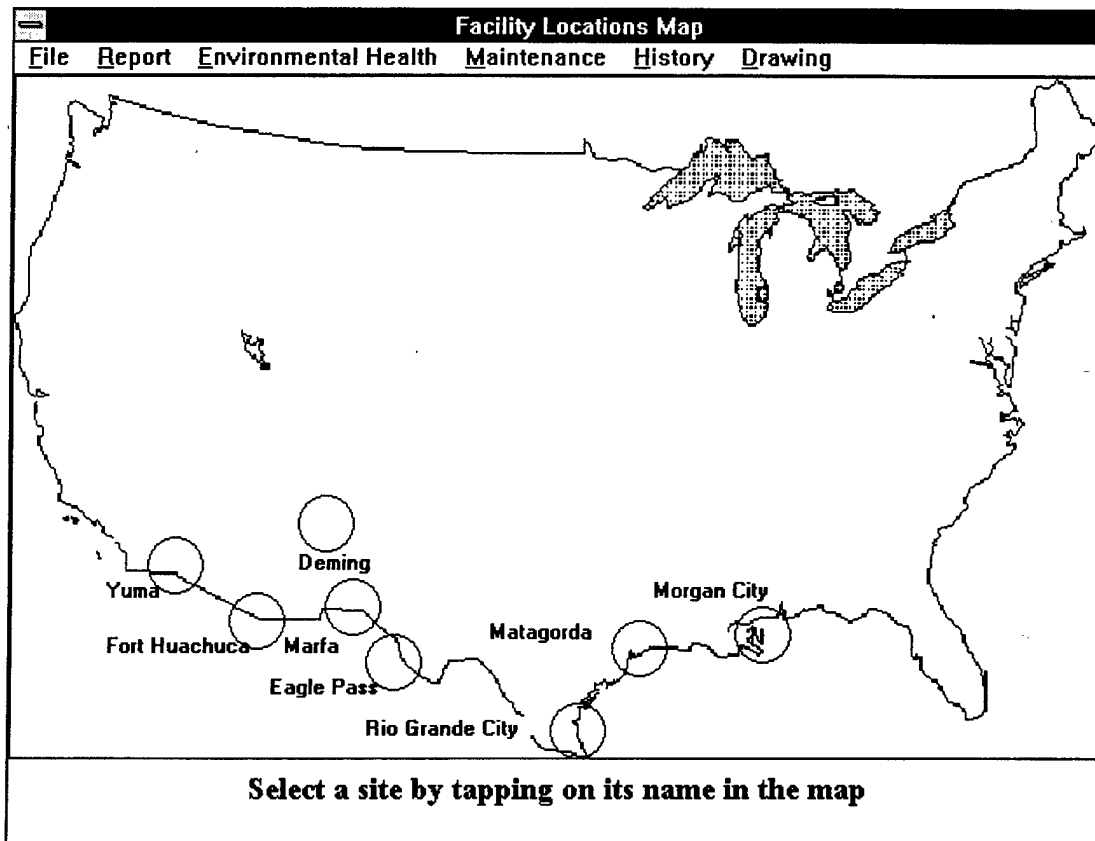 Facility Locations Map
File Report Environmental Health Maintenance History Drawing
Deming
Yuma
Morgan City
Fort Huachuca
Marfa
Matagorda
Eagle Pass
Rio Grande City
Select a site by tapping on its name in the map